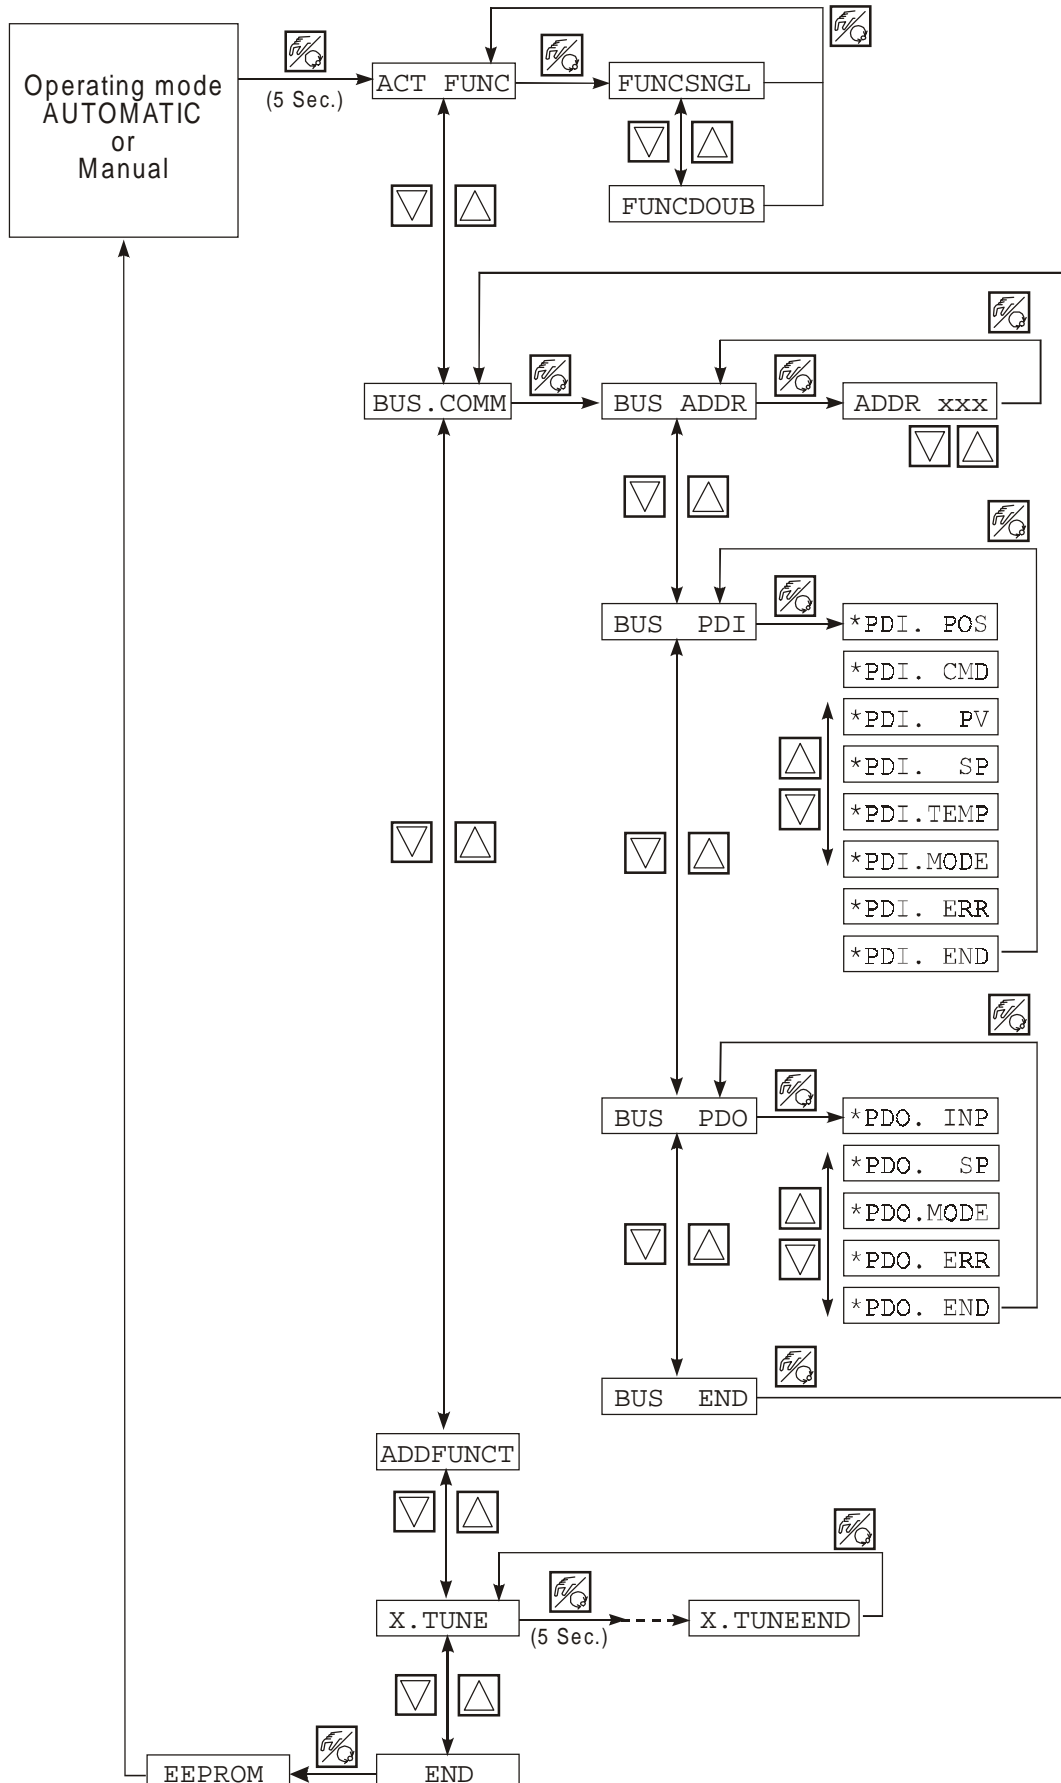 Operating mode
AUTOMATIC
or
Manual
(5 Sec.)
ACT FUNC
FUNCSNGL
FUNCDOUB
BUS.COMM
BUS ADDR
ADDR xxx
BUS PDI
*PDI. POS
*PDI. CMD
*PDI. PV
*PDI. SP
*PDI.TEMP
*PDI.MODE
*PDI. ERR
*PDI. END
BUS PDO
*PDO. INP
*PDO. SP
*PDO.MODE
*PDO. ERR
*PDO. END
BUS END
ADDFUNCT
X.TUNE
(5 Sec.)
X.TUNEEND
EEPROM
END